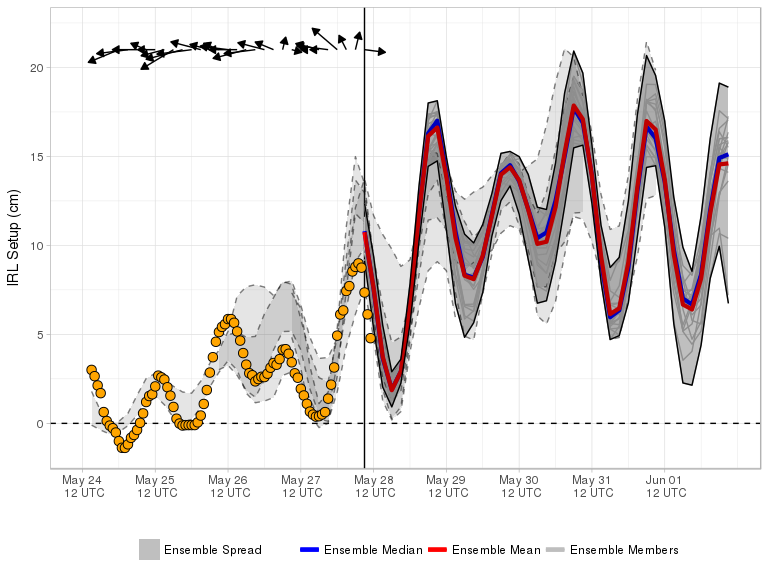 IRL Setup (cm)
20
15
10
5
0
May 24 May 25 May 26 May 27 May 28 May 29 May 30 May 31 Jun 01
12 UTC 12 UTC 12 UTC 12 UTC 12 UTC 12 UTC 12 UTC 12 UTC 12 UTC
Ensemble Spread Ensemble Median Ensemble Mean Ensemble Members